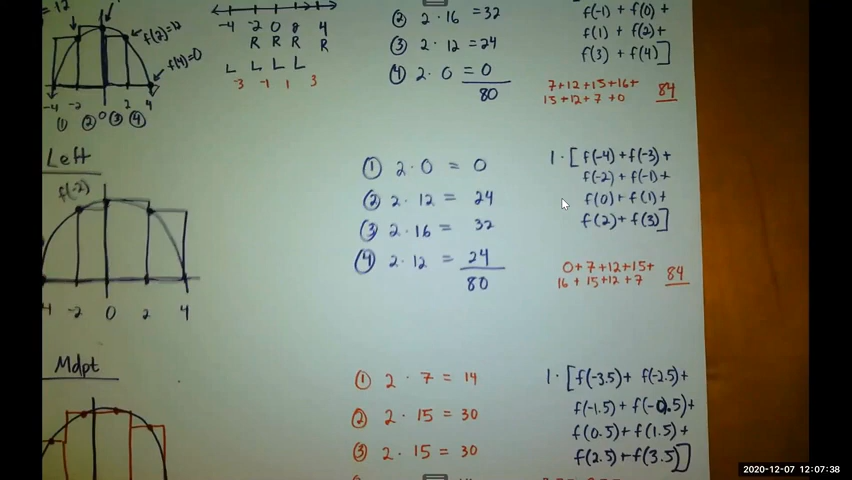 = 12
f(2)=12
f(4)=0
-4 -2 0 2 4
① ② ③ ④
-4 -2 0 2 4
R R R R
L L L L
-3 -1 1 3
② 2·16 = 32
③ 2·12 = 24
④ 2·0 = 0
80
f(-1) + f(0) +
f(1) + f(2) +
f(3) + f(4)]
7+12+15+16+
15+12+7+0
84
Left
f(-2)
4 -2 0 2 4
① 2·0 = 0
② 2·12 = 24
③ 2·16 = 32
④ 2·12 = 24
80
1·[f(-4)+f(-3)+
f(-2)+f(-1)+
f(0)+f(1)+
f(2)+f(3)]
0+7+12+15+
16+15+12+7
84
Mdpt
① 2·7 = 14
② 2·15 = 30
③ 2·15 = 30
1·[f(-3.5)+f(-2.5)+
f(-1.5)+f(-0.5)+
f(0.5)+f(1.5)+
f(2.5)+f(3.5)]
2020-12-07 12:07:38